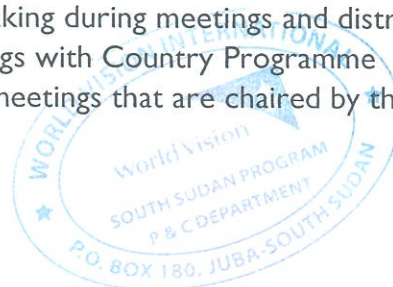 aking during meetings and distr
gs with Country Programme
meetings that are chaired by th
WORLD VISION INTERNATIONAL
World Vision
SOUTH SUDAN PROGRAM
P & C DEPARTMENT
P.O. BOX 180. JUBA-SOUTH SUDAN